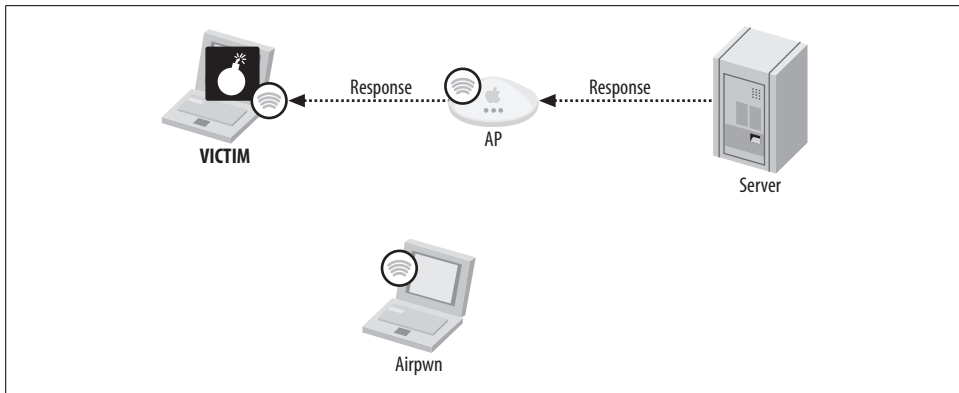 Response
Response
AP
VICTIM
Server
Airpwn